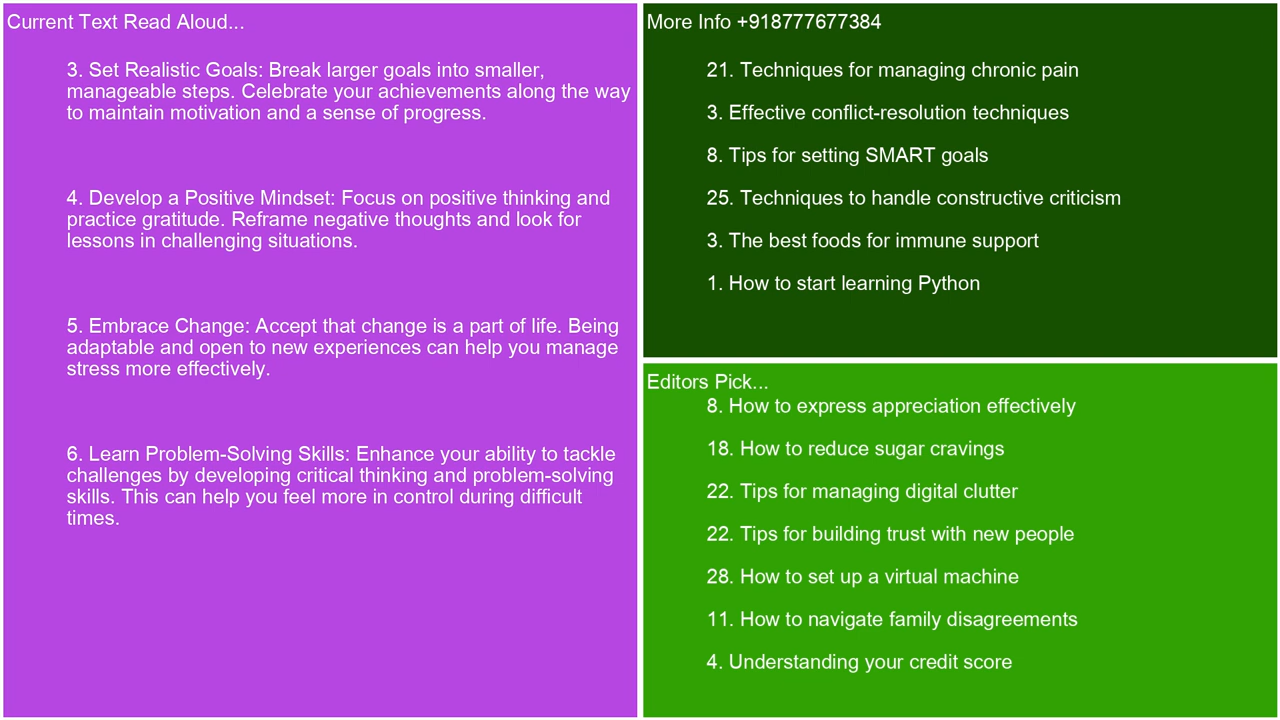 Current Text Read Aloud...
3. Set Realistic Goals: Break larger goals into smaller,
manageable steps. Celebrate your achievements along the way
to maintain motivation and a sense of progress.
4. Develop a Positive Mindset: Focus on positive thinking and
practice gratitude. Reframe negative thoughts and look for
lessons in challenging situations.
5. Embrace Change: Accept that change is a part of life. Being
adaptable and open to new experiences can help you manage
stress more effectively.
6. Learn Problem-Solving Skills: Enhance your ability to tackle
challenges by developing critical thinking and problem-solving
skills. This can help you feel more in control during difficult
times.
More Info +918777677384
21. Techniques for managing chronic pain
3. Effective conflict-resolution techniques
8. Tips for setting SMART goals
25. Techniques to handle constructive criticism
3. The best foods for immune support
1. How to start learning Python
Editors Pick...
8. How to express appreciation effectively
18. How to reduce sugar cravings
22. Tips for managing digital clutter
22. Tips for building trust with new people
28. How to set up a virtual machine
11. How to navigate family disagreements
4. Understanding your credit score